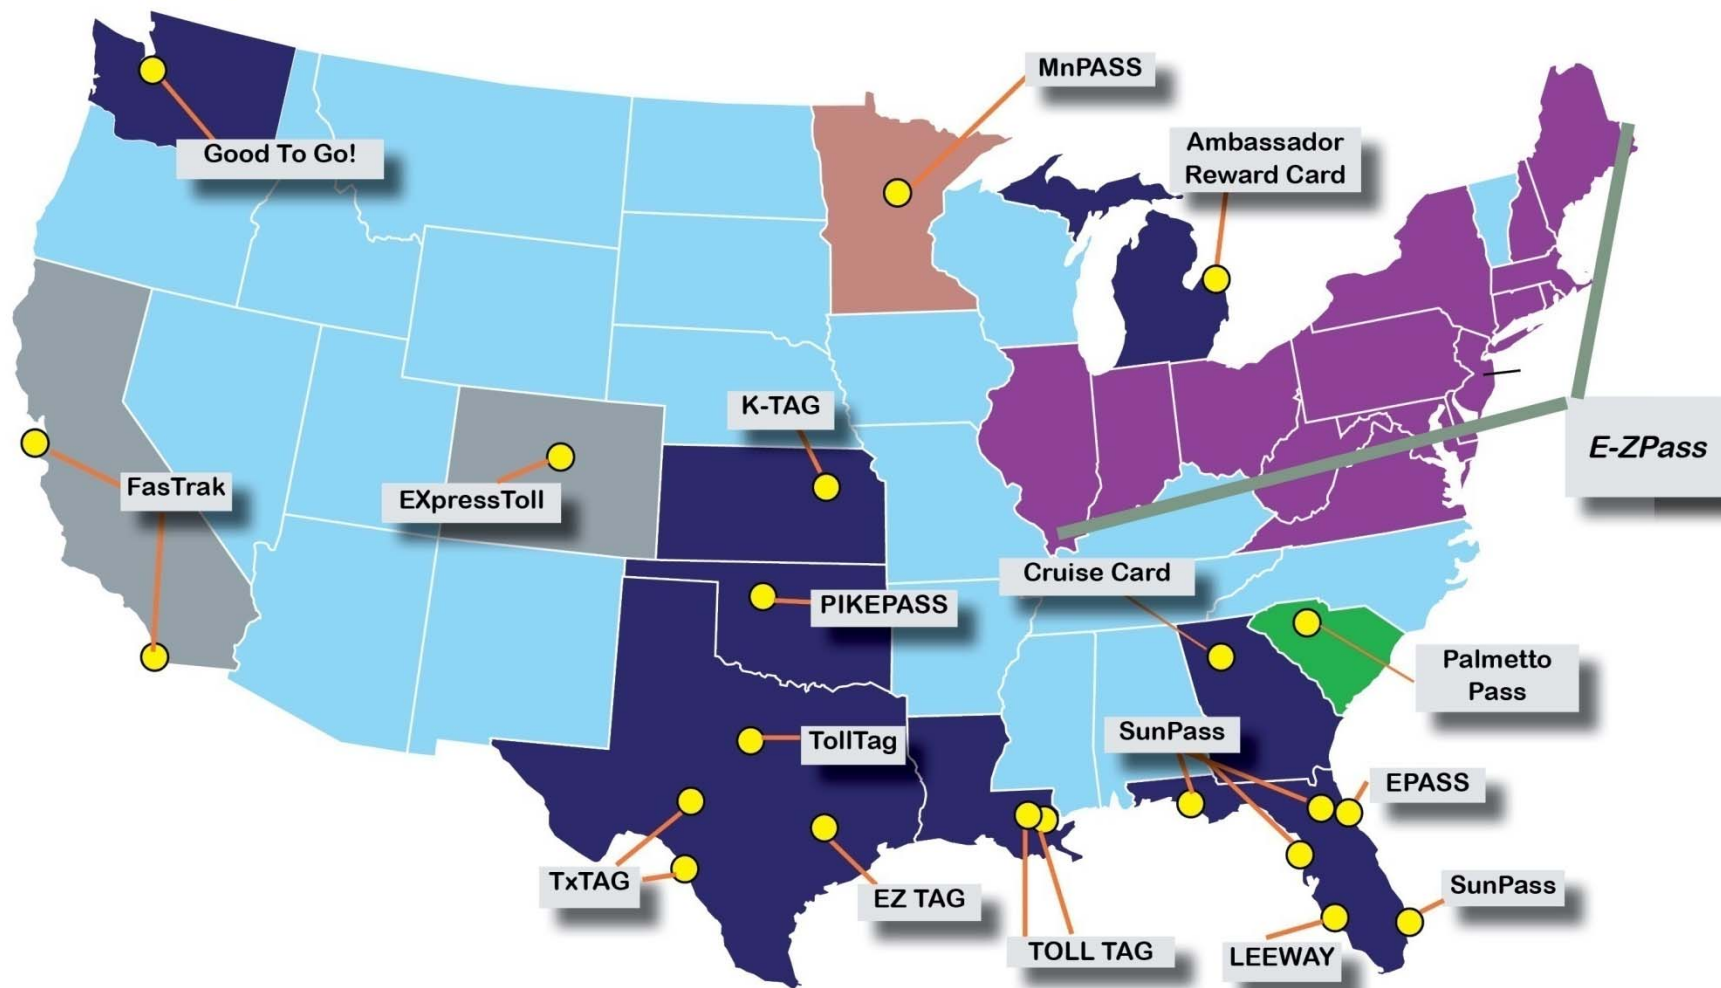 MnPASS
Ambassador
Reward Card
Good To Go!
K-TAG
E-ZPass
FasTrak
EXpressToll
Cruise Card
PIKEPASS
Palmetto
Pass
SunPass
TollTag
EPASS
TxTAG
EZ TAG
SunPass
TOLL TAG
LEEWAY